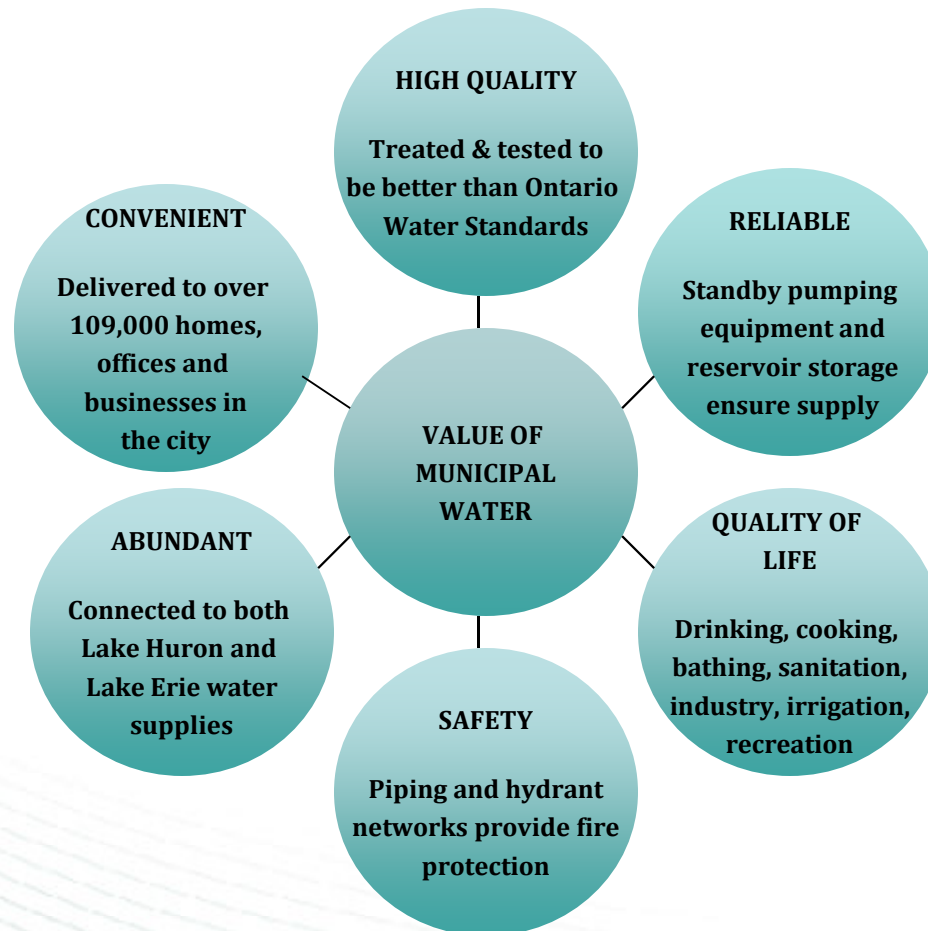 HIGH QUALITY
Treated & tested to
be better than Ontario
Water Standards
CONVENIENT
Delivered to over
109,000 homes,
offices and
businesses in
the city
RELIABLE
Standby pumping
equipment and
reservoir storage
ensure supply
VALUE OF
MUNICIPAL
WATER
ABUNDANT
Connected to both
Lake Huron and
Lake Erie water
supplies
QUALITY OF
LIFE
Drinking, cooking,
bathing, sanitation,
industry, irrigation,
recreation
SAFETY
Piping and hydrant
networks provide fire
protection